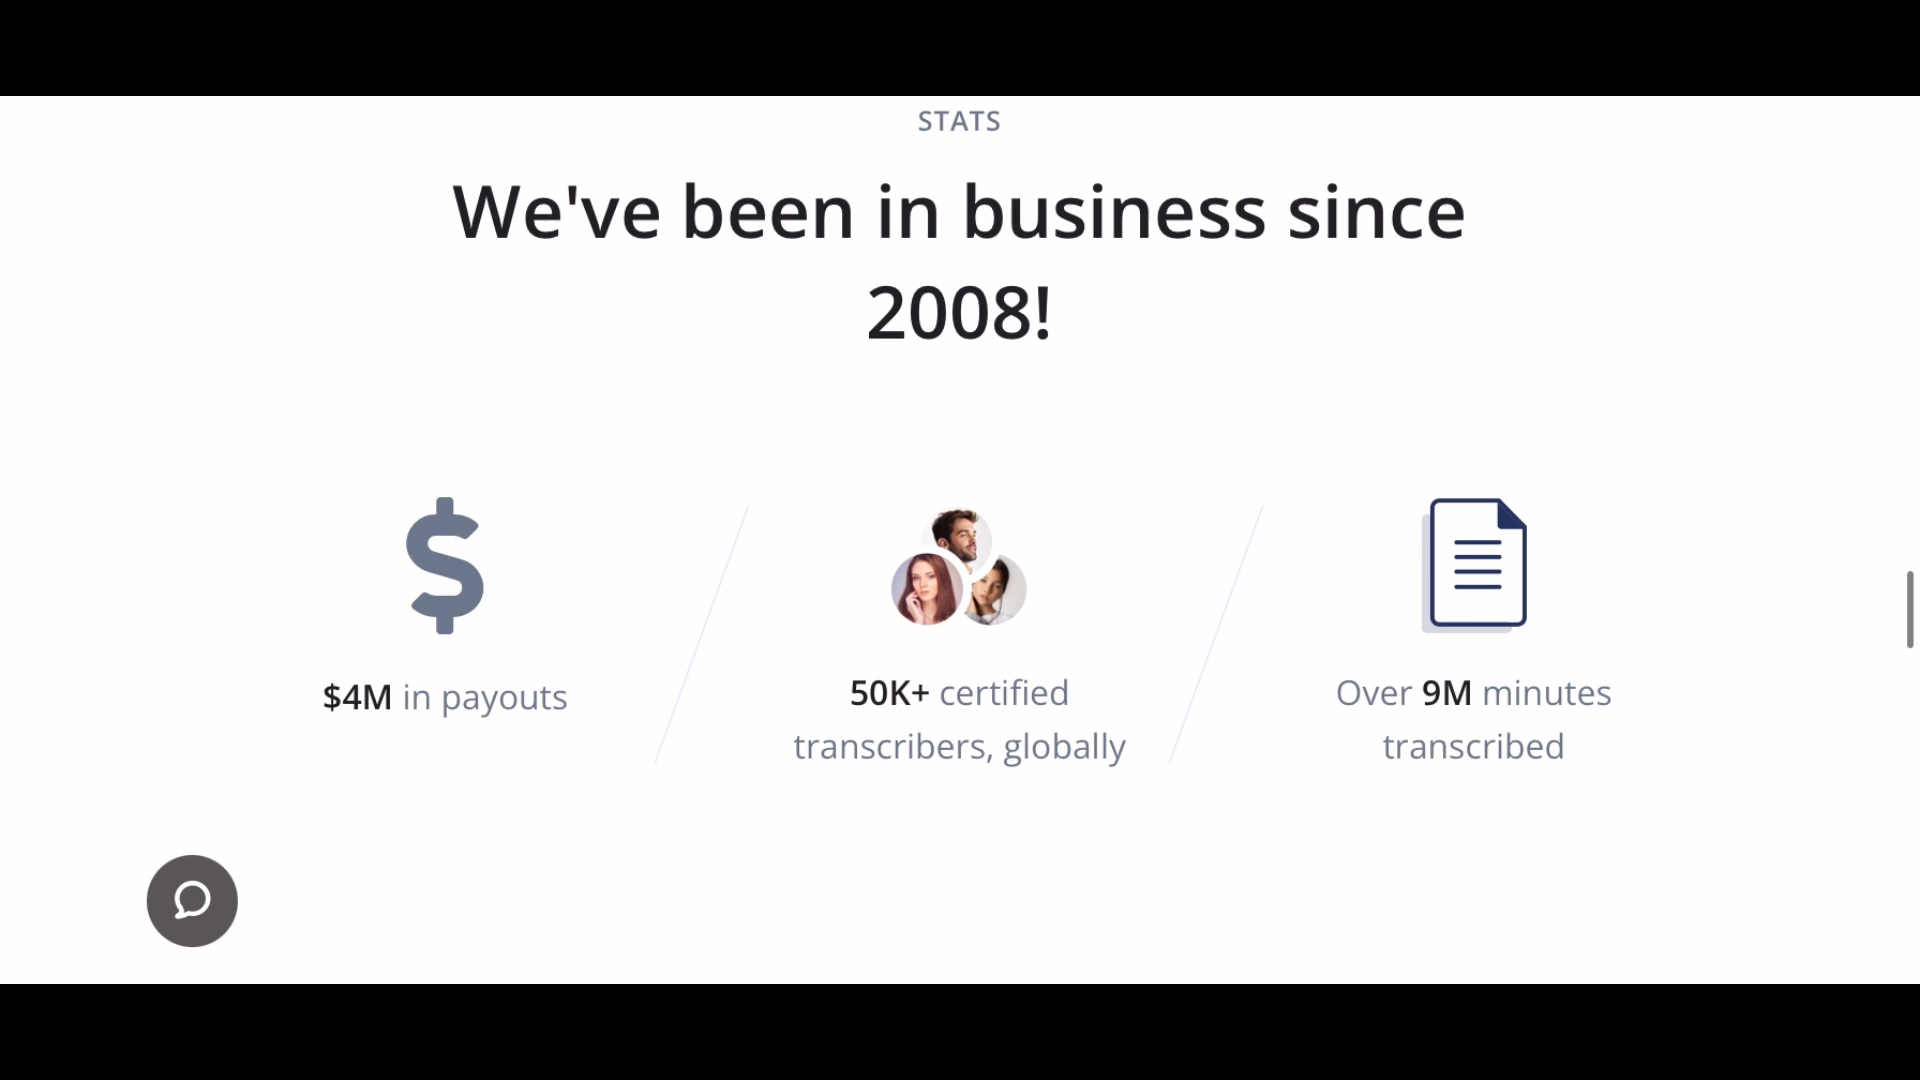 STATS
We've been in business since
2008!
$4M in payouts
50K+ certified
transcribers, globally
Over 9M minutes
transcribed